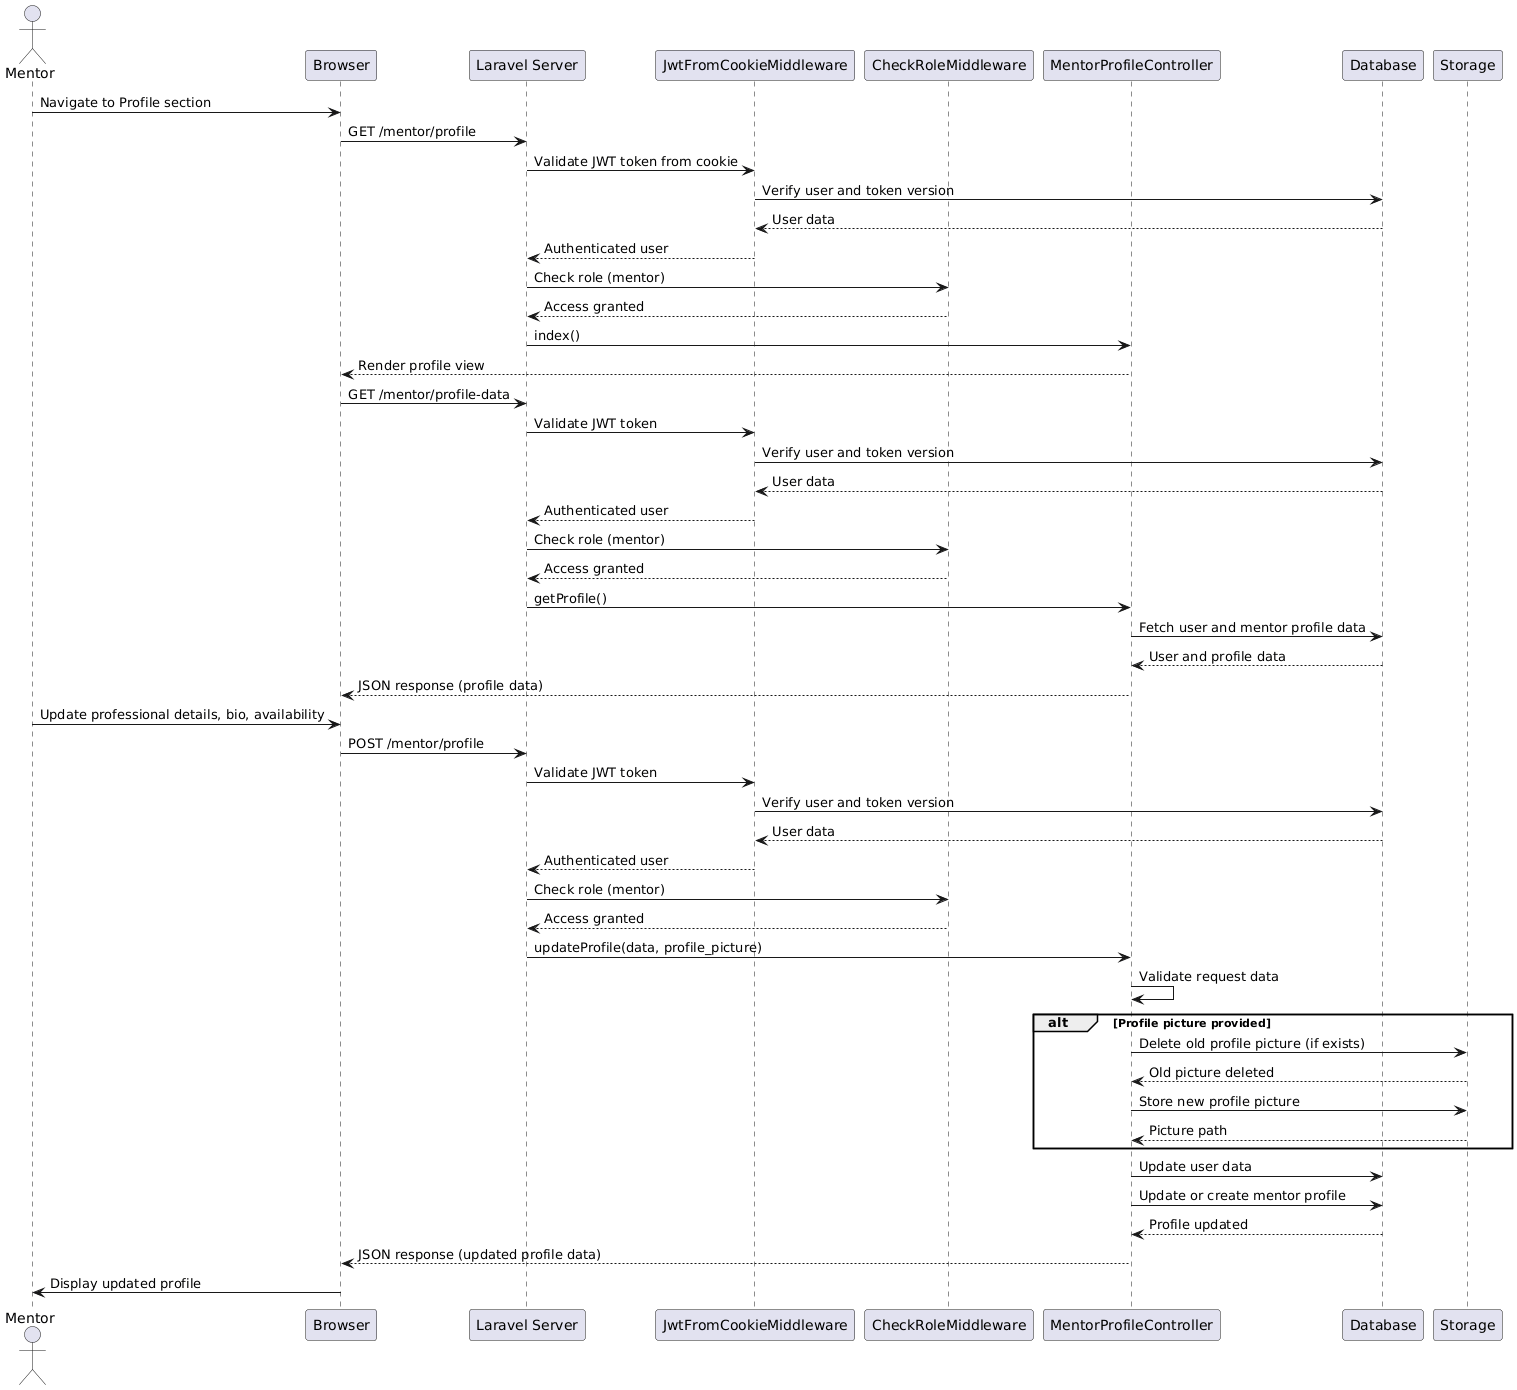 Mentor
Browser
Laravel Server
JwtFromCookieMiddleware
CheckRoleMiddleware
MentorProfileController
Database
Storage
Navigate to Profile section
GET /mentor/profile
Validate JWT token from cookie
Verify user and token version
User data
Authenticated user
Check role (mentor)
Access granted
index()
Render profile view
GET /mentor/profile-data
Validate JWT token
Verify user and token version
User data
Authenticated user
Check role (mentor)
Access granted
getProfile()
Fetch user and mentor profile data
User and profile data
JSON response (profile data)
Update professional details, bio, availability
POST /mentor/profile
Validate JWT token
Verify user and token version
User data
Authenticated user
Check role (mentor)
Access granted
updateProfile(data, profile_picture)
Validate request data
alt [Profile picture provided]
Delete old profile picture (if exists)
Old picture deleted
Store new profile picture
Picture path
Update user data
Update or create mentor profile
Profile updated
JSON response (updated profile data)
Display updated profile
Mentor
Browser
Laravel Server
JwtFromCookieMiddleware
CheckRoleMiddleware
MentorProfileController
Database
Storage